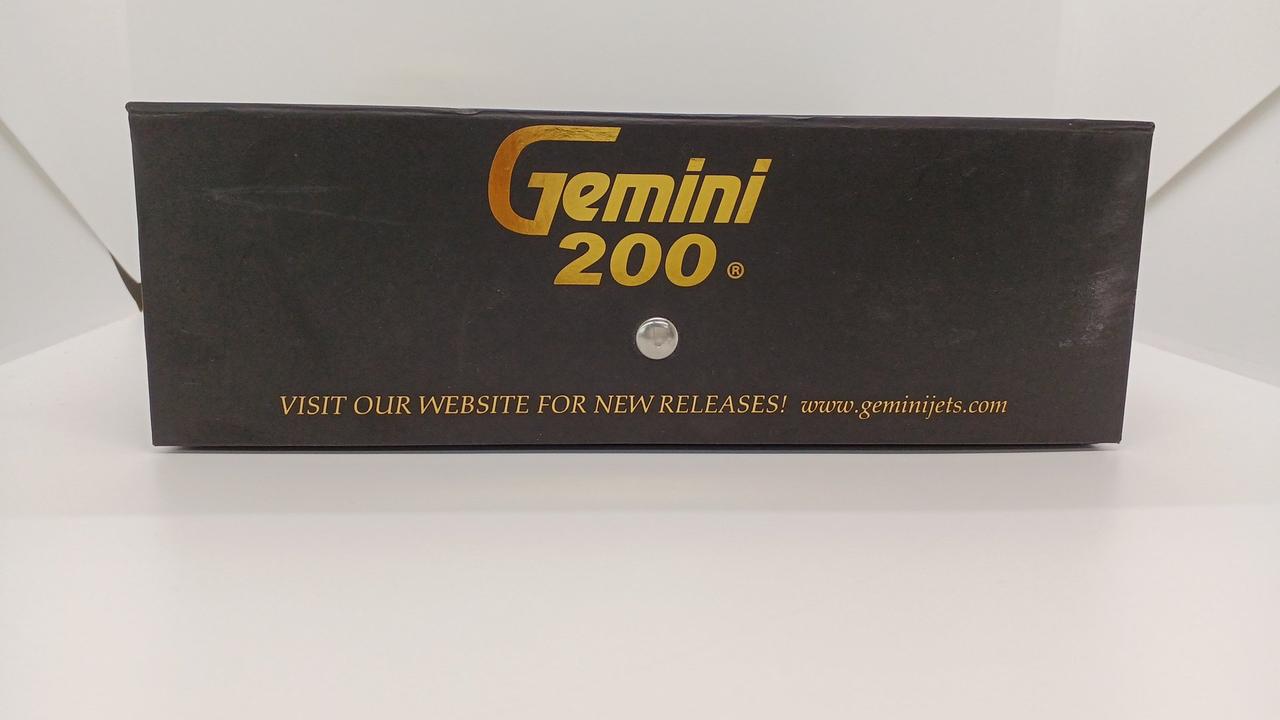 Gemini
200 ®
VISIT OUR WEBSITE FOR NEW RELEASES! www.geminijets.com